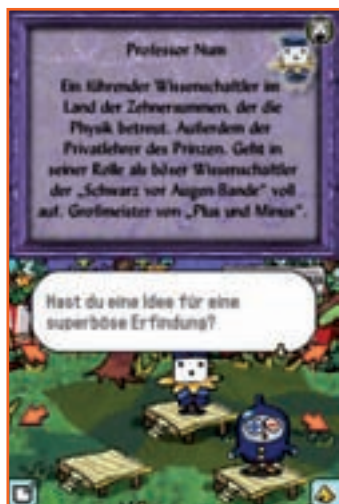 Professor Num
Ein führender Wissenschaftler im
Land der Zehnersummen, der die
Physik betreut. Außerdem der
Privatlehrer des Prinzen. Geht in
seiner Rolle als böser Wissenschaftler
der „Schwarz vor Augen-Bande“ voll
auf. Großmeister von „Plus und Minus“.
Hast du eine Idee für eine
superböse Erfindung?